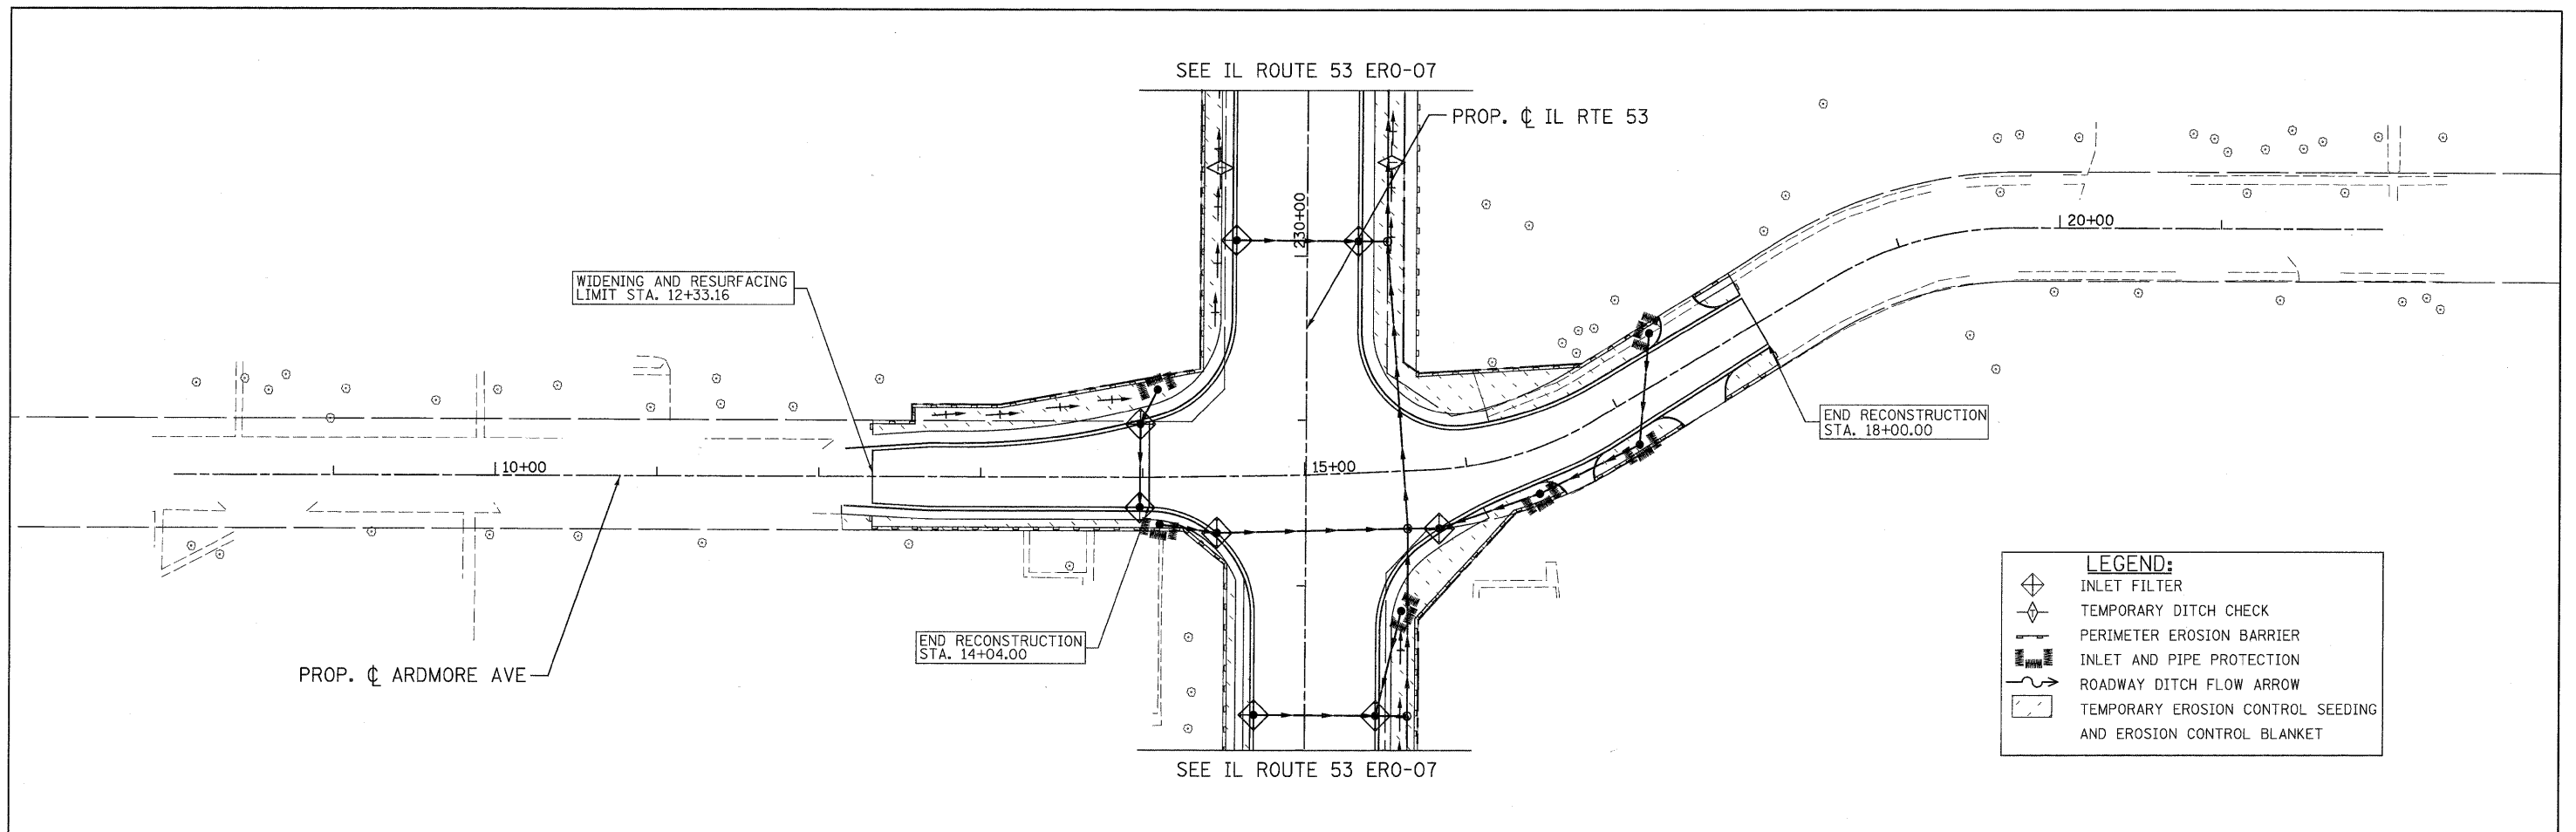 SEE IL ROUTE 53 ERO-07
PROP. ℄ IL RTE 53
230+00
20+00
WIDENING AND RESURFACING
LIMIT STA. 12+33.16
END RECONSTRUCTION
STA. 18+00.00
10+00
15+00
END RECONSTRUCTION
STA. 14+04.00
PROP. ℄ ARDMORE AVE
SEE IL ROUTE 53 ERO-07
LEGEND:
INLET FILTER
T
TEMPORARY DITCH CHECK
PERIMETER EROSION BARRIER
INLET AND PIPE PROTECTION
ROADWAY DITCH FLOW ARROW
TEMPORARY EROSION CONTROL SEEDING
AND EROSION CONTROL BLANKET